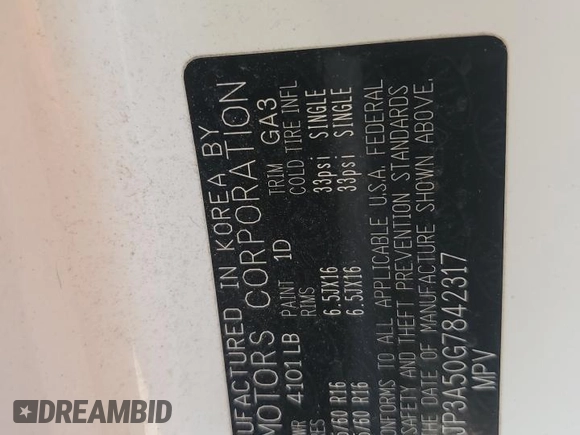 MANUFACTURED IN KOREA BY
MOTORS CORPORATION
4101LB PAINT 1D TRIM GA3
RIMS COLD TIRE INFL
/60 R16 6.5JX16 33psi SINGLE
/60 R16 6.5JX16 33psi SINGLE
CONFORMS TO ALL APPLICABLE U.S.A. FEDERAL
SAFETY AND THEFT PREVENTION STANDARDS
THE DATE OF MANUFACTURE SHOWN ABOVE.
JP3A50G7842317
MPV
DREAMBID